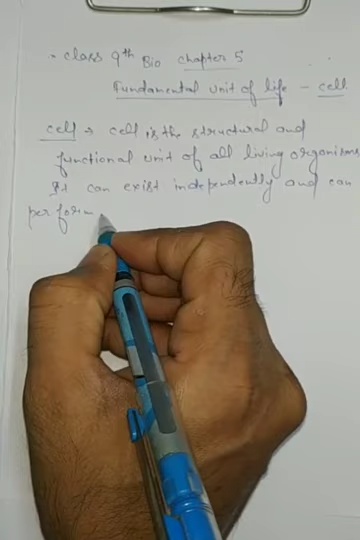 · class 9th Bio chapter 5
Fundamental unit of life - cell
cell → cell is the structural and
functional unit of all living organisms
It can exist independently and can
perform